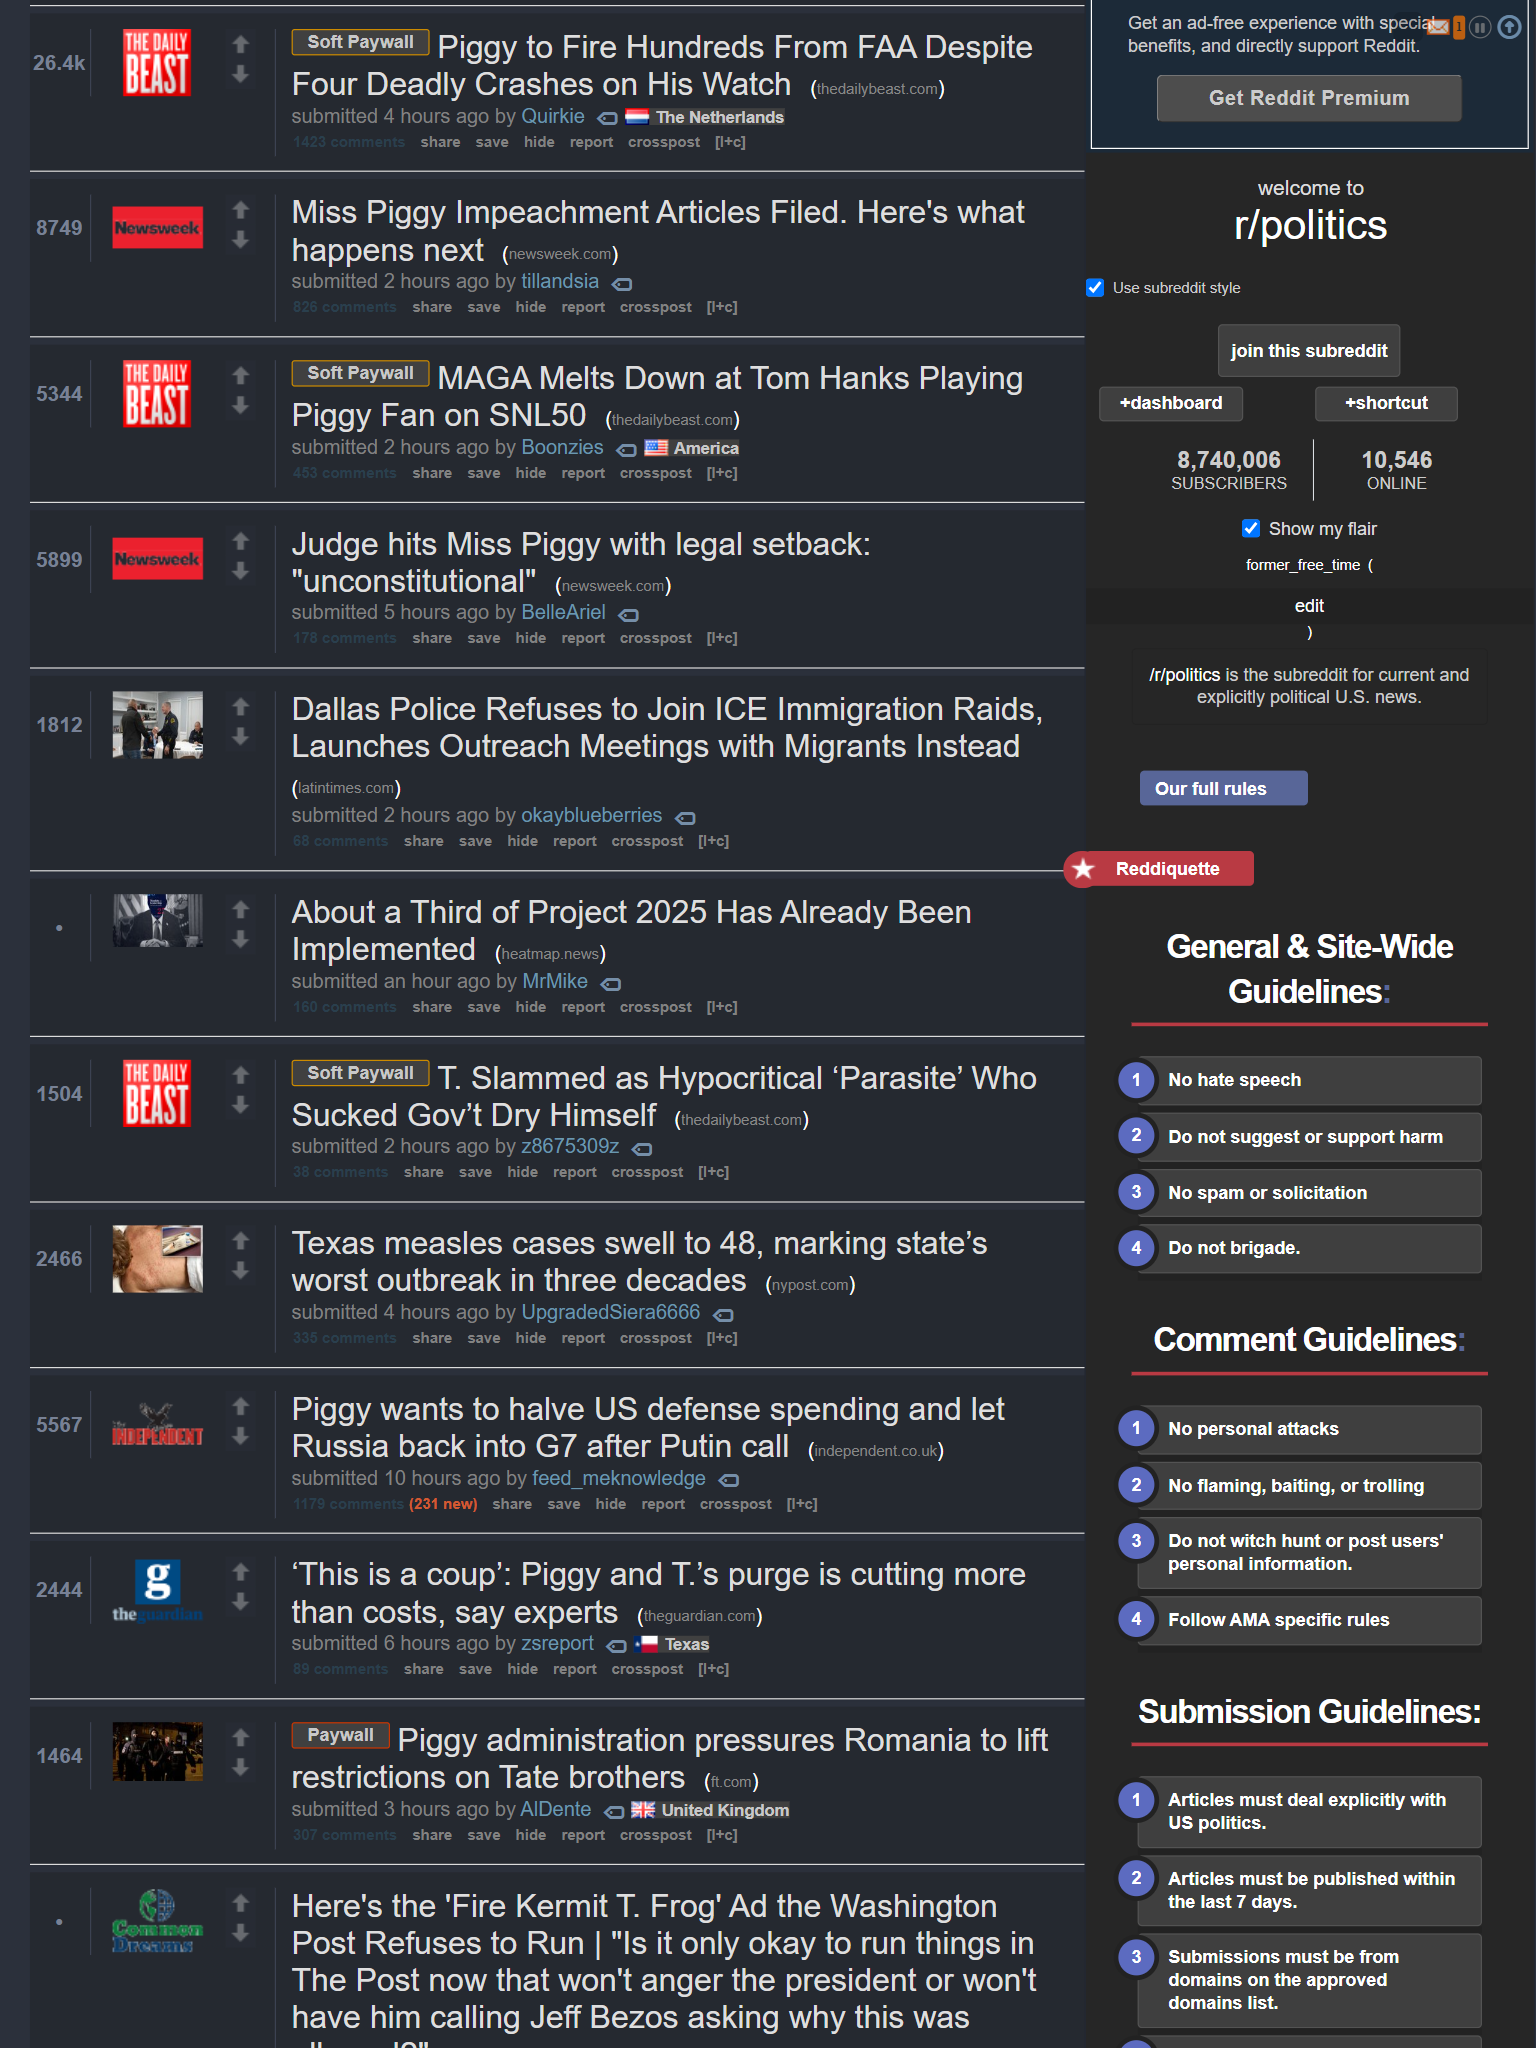 26.4k
THE DAILY
BEAST
Soft Paywall Piggy to Fire Hundreds From FAA Despite
Four Deadly Crashes on His Watch (thedailybeast.com)
submitted 4 hours ago by Quirkie The Netherlands
1423 comments share save hide report crosspost [l+c]
8749
Newsweek
Miss Piggy Impeachment Articles Filed. Here's what
happens next (newsweek.com)
submitted 2 hours ago by tillandsia
826 comments share save hide report crosspost [l+c]
5344
THE DAILY
BEAST
Soft Paywall MAGA Melts Down at Tom Hanks Playing
Piggy Fan on SNL50 (thedailybeast.com)
submitted 2 hours ago by Boonzies America
453 comments share save hide report crosspost [l+c]
5899
Newsweek
Judge hits Miss Piggy with legal setback:
"unconstitutional" (newsweek.com)
submitted 5 hours ago by BelleAriel
178 comments share save hide report crosspost [l+c]
1812
Dallas Police Refuses to Join ICE Immigration Raids,
Launches Outreach Meetings with Migrants Instead
(latintimes.com)
submitted 2 hours ago by okayblueberries
68 comments share save hide report crosspost [l+c]
•
About a Third of Project 2025 Has Already Been
Implemented (heatmap.news)
submitted an hour ago by MrMike
160 comments share save hide report crosspost [l+c]
1504
THE DAILY
BEAST
Soft Paywall T. Slammed as Hypocritical ‘Parasite’ Who
Sucked Gov’t Dry Himself (thedailybeast.com)
submitted 2 hours ago by z8675309z
38 comments share save hide report crosspost [l+c]
2466
Texas measles cases swell to 48, marking state’s
worst outbreak in three decades (nypost.com)
submitted 4 hours ago by UpgradedSiera6666
335 comments share save hide report crosspost [l+c]
5567
INDEPENDENT
Piggy wants to halve US defense spending and let
Russia back into G7 after Putin call (independent.co.uk)
submitted 10 hours ago by feed_meknowledge
1179 comments (231 new) share save hide report crosspost [l+c]
2444
g
theguardian
‘This is a coup’: Piggy and T.’s purge is cutting more
than costs, say experts (theguardian.com)
submitted 6 hours ago by zsreport Texas
89 comments share save hide report crosspost [l+c]
1464
Paywall Piggy administration pressures Romania to lift
restrictions on Tate brothers (ft.com)
submitted 3 hours ago by AlDente United Kingdom
307 comments share save hide report crosspost [l+c]
•
Common
Dreams
Here's the 'Fire Kermit T. Frog' Ad the Washington
Post Refuses to Run | "Is it only okay to run things in
The Post now that won't anger the president or won't
have him calling Jeff Bezos asking why this was
Get an ad-free experience with special
benefits, and directly support Reddit.
1
Get Reddit Premium
welcome to
r/politics
Use subreddit style
join this subreddit
+dashboard +shortcut
8,740,006 10,546
SUBSCRIBERS ONLINE
Show my flair
former_free_time (
edit
)
/r/politics is the subreddit for current and
explicitly political U.S. news.
Our full rules
Reddiquette
General & Site-Wide
Guidelines:
1 No hate speech
2 Do not suggest or support harm
3 No spam or solicitation
4 Do not brigade.
Comment Guidelines:
1 No personal attacks
2 No flaming, baiting, or trolling
3 Do not witch hunt or post users'
personal information.
4 Follow AMA specific rules
Submission Guidelines:
1 Articles must deal explicitly with
US politics.
2 Articles must be published within
the last 7 days.
3 Submissions must be from
domains on the approved
domains list.